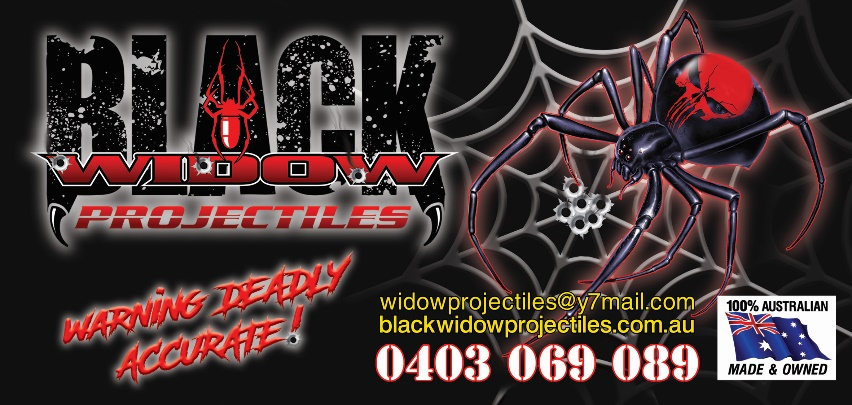 BLACK
WIDOW
PROJECTILES
WARNING DEADLY
ACCURATE!
widowprojectiles@y7mail.com
blackwidowprojectiles.com.au
0403 069 089
100% AUSTRALIAN
MADE & OWNED